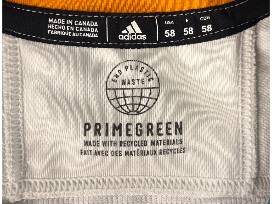 MADE IN CANADA
HECHO EN CANADA
FABRIQUÉ AU CANADA
adidas
USA
58
F
58
CDN
58
END PLASTIC
WASTE
PRIMEGREEN
MADE WITH RECYCLED MATERIALS
FAIT AVEC DES MATÉRIAUX RECYCLÉS